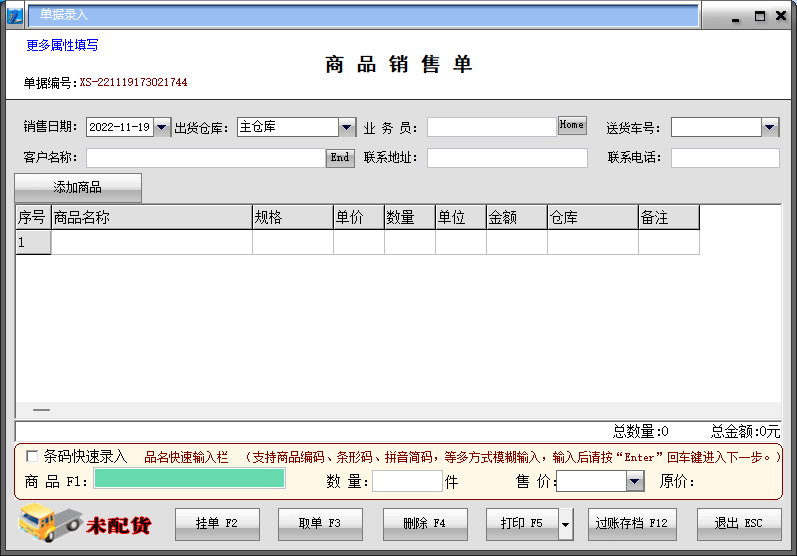 单据录入
更多属性填写
商 品 销 售 单
单据编号:XS-221119173021744
销售日期: 2022-11-19 出货仓库: 主仓库 业 务 员: Home 送货车号:
客户名称: End 联系地址: 联系电话:
添加商品
序号 商品名称 规格 单价 数量 单位 金额 仓库 备注
1
总数量:0 总金额:0元
条码快速录入 品名快速输入栏 （支持商品编码、条形码、拼音简码，等多方式模糊输入，输入后请按“Enter”回车键进入下一步。）
商 品 F1: 数 量: 件 售 价: 原价:
未配货 挂单 F2 取单 F3 删除 F4 打印 F5 过账存档 F12 退出 ESC